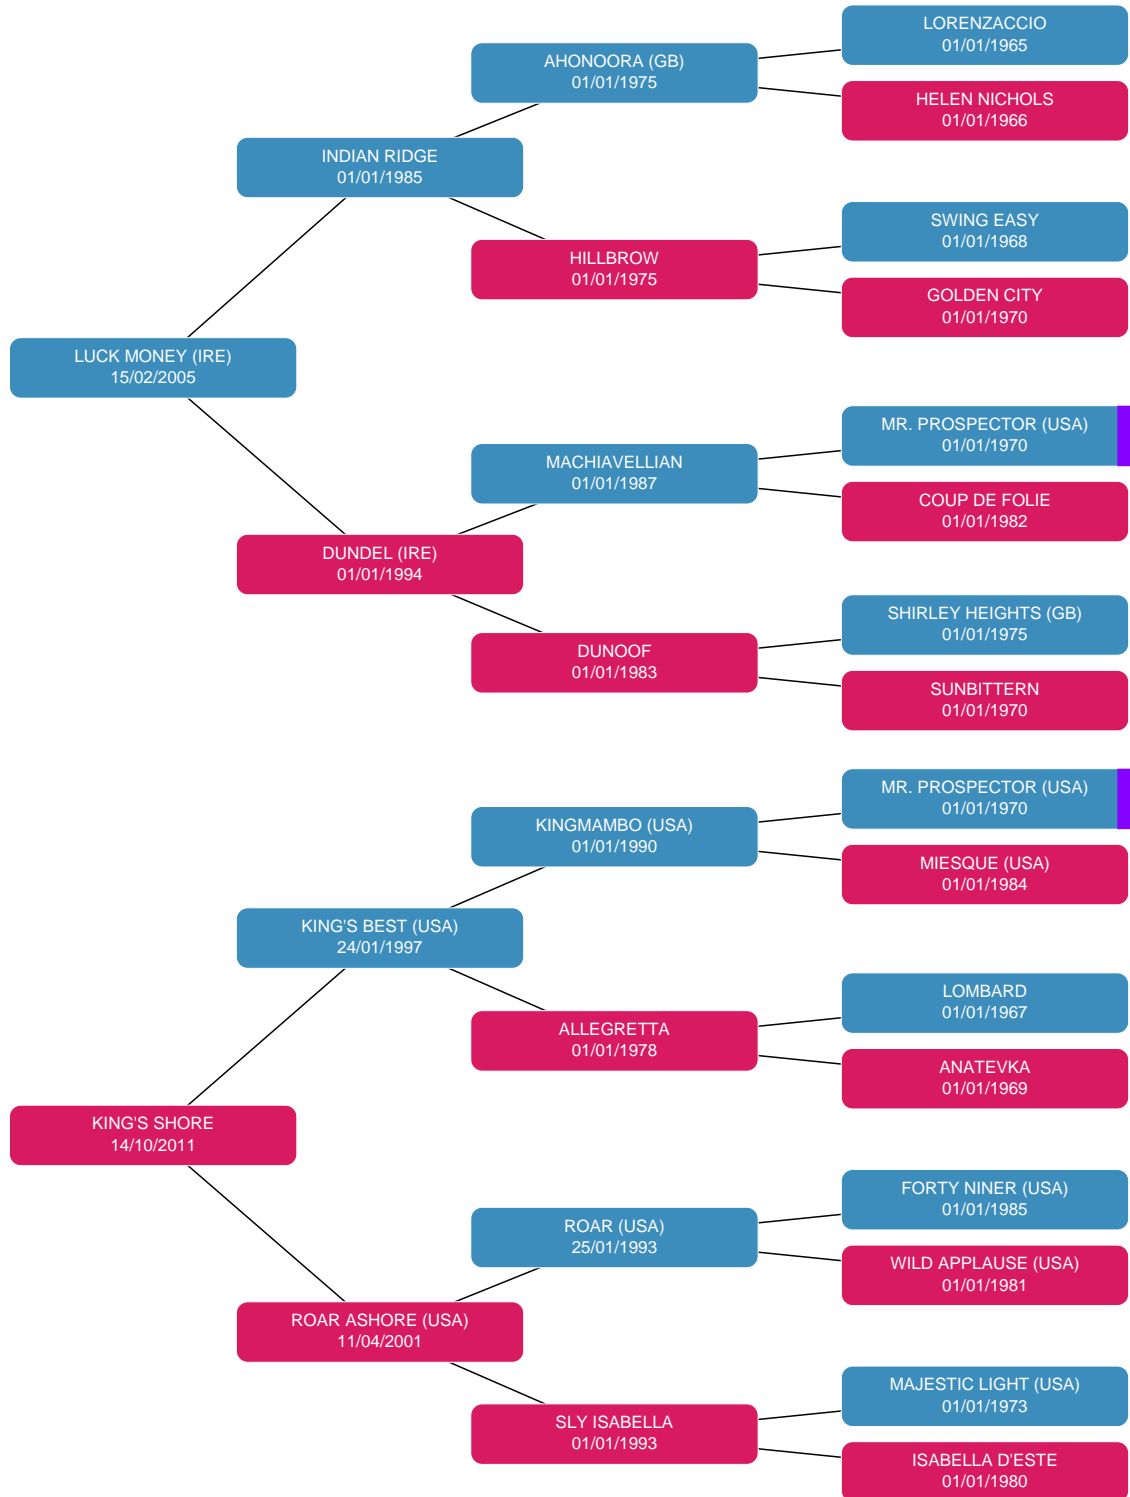 LORENZACCIO
01/01/1965
AHONOORA (GB)
01/01/1975
HELEN NICHOLS
01/01/1966
INDIAN RIDGE
01/01/1985
SWING EASY
01/01/1968
HILLBROW
01/01/1975
GOLDEN CITY
01/01/1970
LUCK MONEY (IRE)
15/02/2005
MR. PROSPECTOR (USA)
01/01/1970
MACHIAVELLIAN
01/01/1987
COUP DE FOLIE
01/01/1982
DUNDEL (IRE)
01/01/1994
SHIRLEY HEIGHTS (GB)
01/01/1975
DUNOOF
01/01/1983
SUNBITTERN
01/01/1970
MR. PROSPECTOR (USA)
01/01/1970
KINGMAMBO (USA)
01/01/1990
MIESQUE (USA)
01/01/1984
KING'S BEST (USA)
24/01/1997
LOMBARD
01/01/1967
ALLEGRETTA
01/01/1978
ANATEVKA
01/01/1969
KING'S SHORE
14/10/2011
FORTY NINER (USA)
01/01/1985
ROAR (USA)
25/01/1993
WILD APPLAUSE (USA)
01/01/1981
ROAR ASHORE (USA)
11/04/2001
MAJESTIC LIGHT (USA)
01/01/1973
SLY ISABELLA
01/01/1993
ISABELLA D'ESTE
01/01/1980